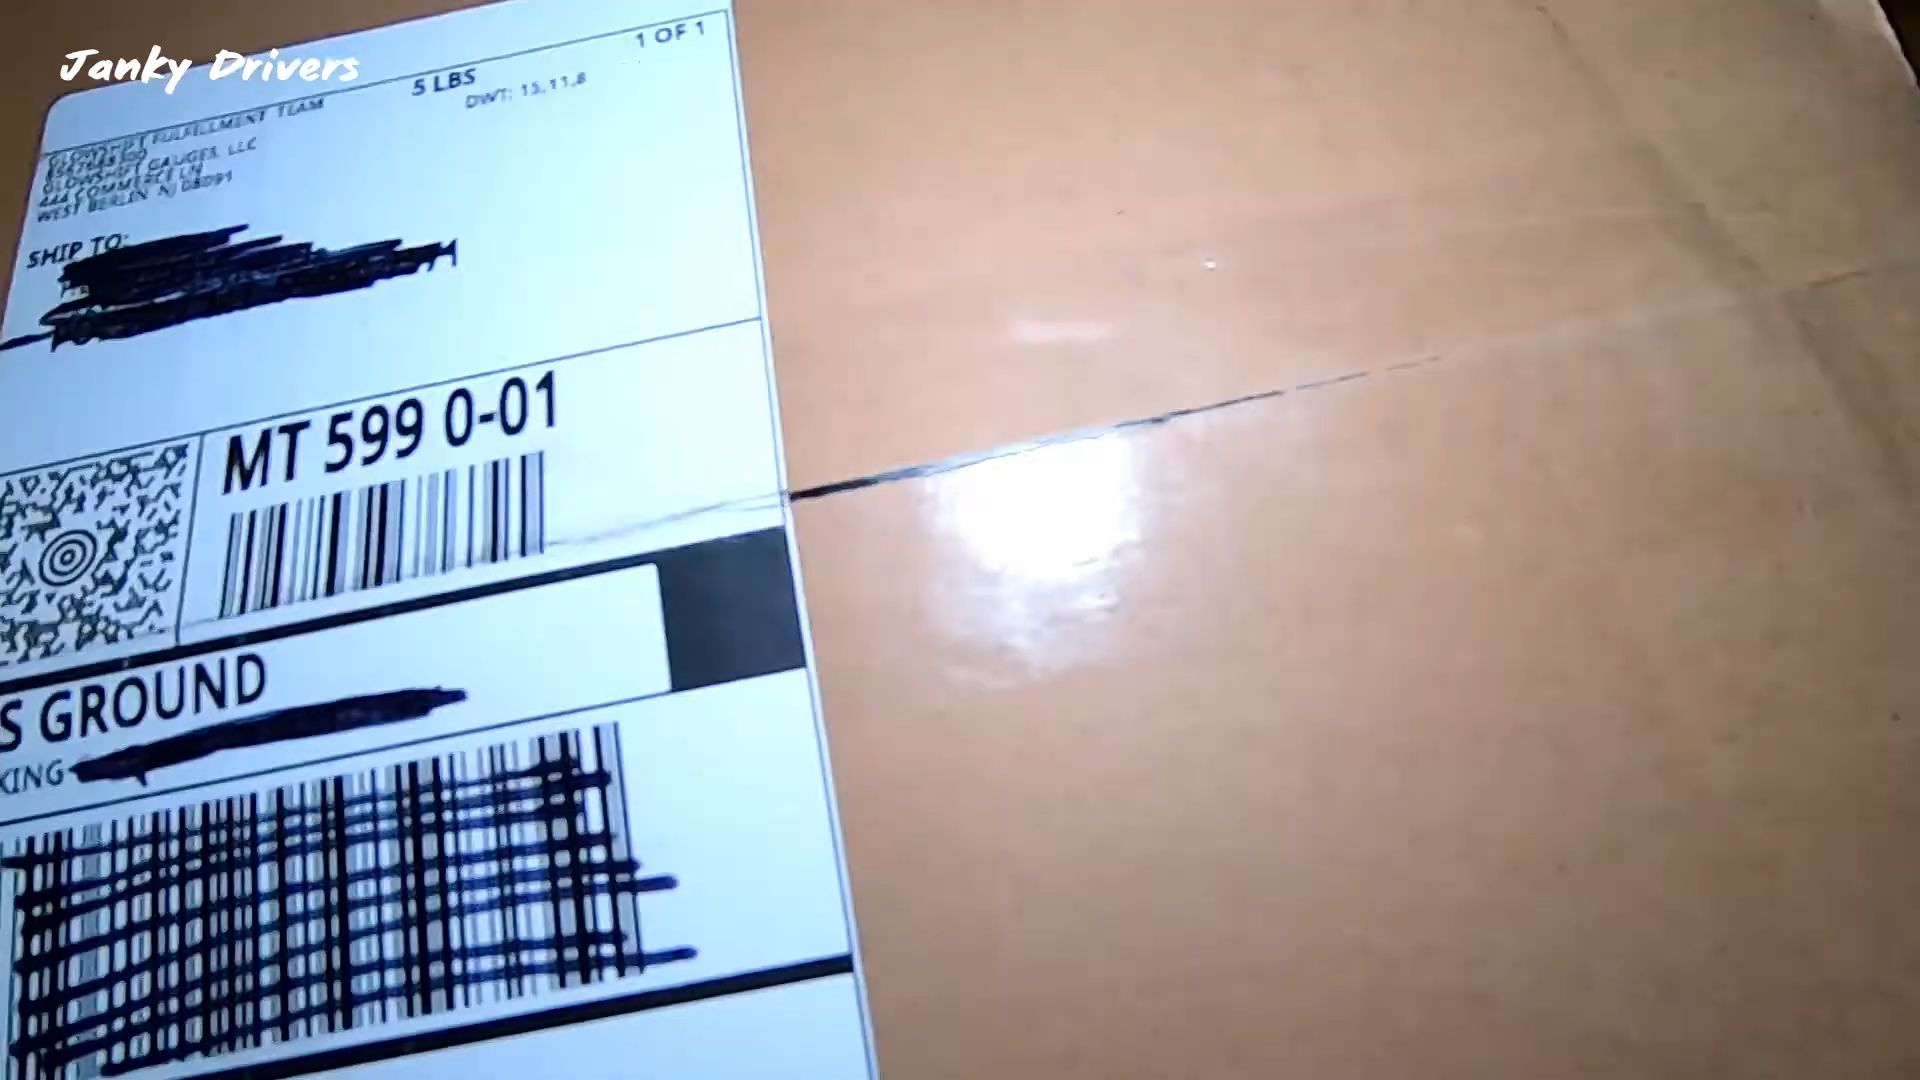 Janky Drivers
1 OF 1
5 LBS
DWT: 15,11,8
GLOWSHIFT FULFILLMENT TEAM
GLOWSHIFT GAUGES, LLC
444 COMMERCE LN
WEST BERLIN NJ 08091
SHIP TO:
MT 599 0-01
S GROUND
KING